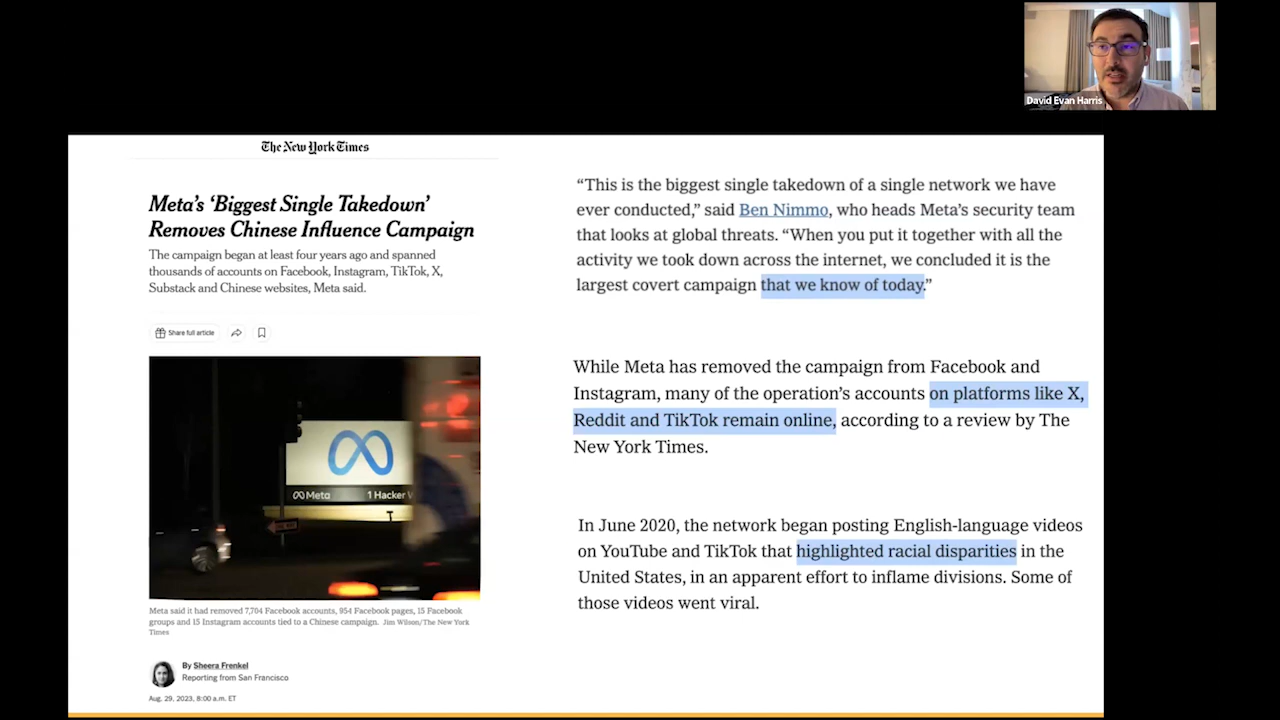 David Evan Harris
The New York Times
Meta's 'Biggest Single Takedown'
Removes Chinese Influence Campaign
The campaign began at least four years ago and spanned
thousands of accounts on Facebook, Instagram, TikTok, X,
Substack and Chinese websites, Meta said.
Share full article
Meta
1 Hacker W
Meta said it had removed 7,704 Facebook accounts, 954 Facebook pages, 15 Facebook
groups and 15 Instagram accounts tied to a Chinese campaign. Jim Wilson/The New York
Times
By Sheera Frenkel
Reporting from San Francisco
Aug. 29, 2023, 8:00 a.m. ET
“This is the biggest single takedown of a single network we have
ever conducted,” said Ben Nimmo, who heads Meta’s security team
that looks at global threats. “When you put it together with all the
activity we took down across the internet, we concluded it is the
largest covert campaign that we know of today.”
While Meta has removed the campaign from Facebook and
Instagram, many of the operation’s accounts on platforms like X,
Reddit and TikTok remain online, according to a review by The
New York Times.
In June 2020, the network began posting English-language videos
on YouTube and TikTok that highlighted racial disparities in the
United States, in an apparent effort to inflame divisions. Some of
those videos went viral.